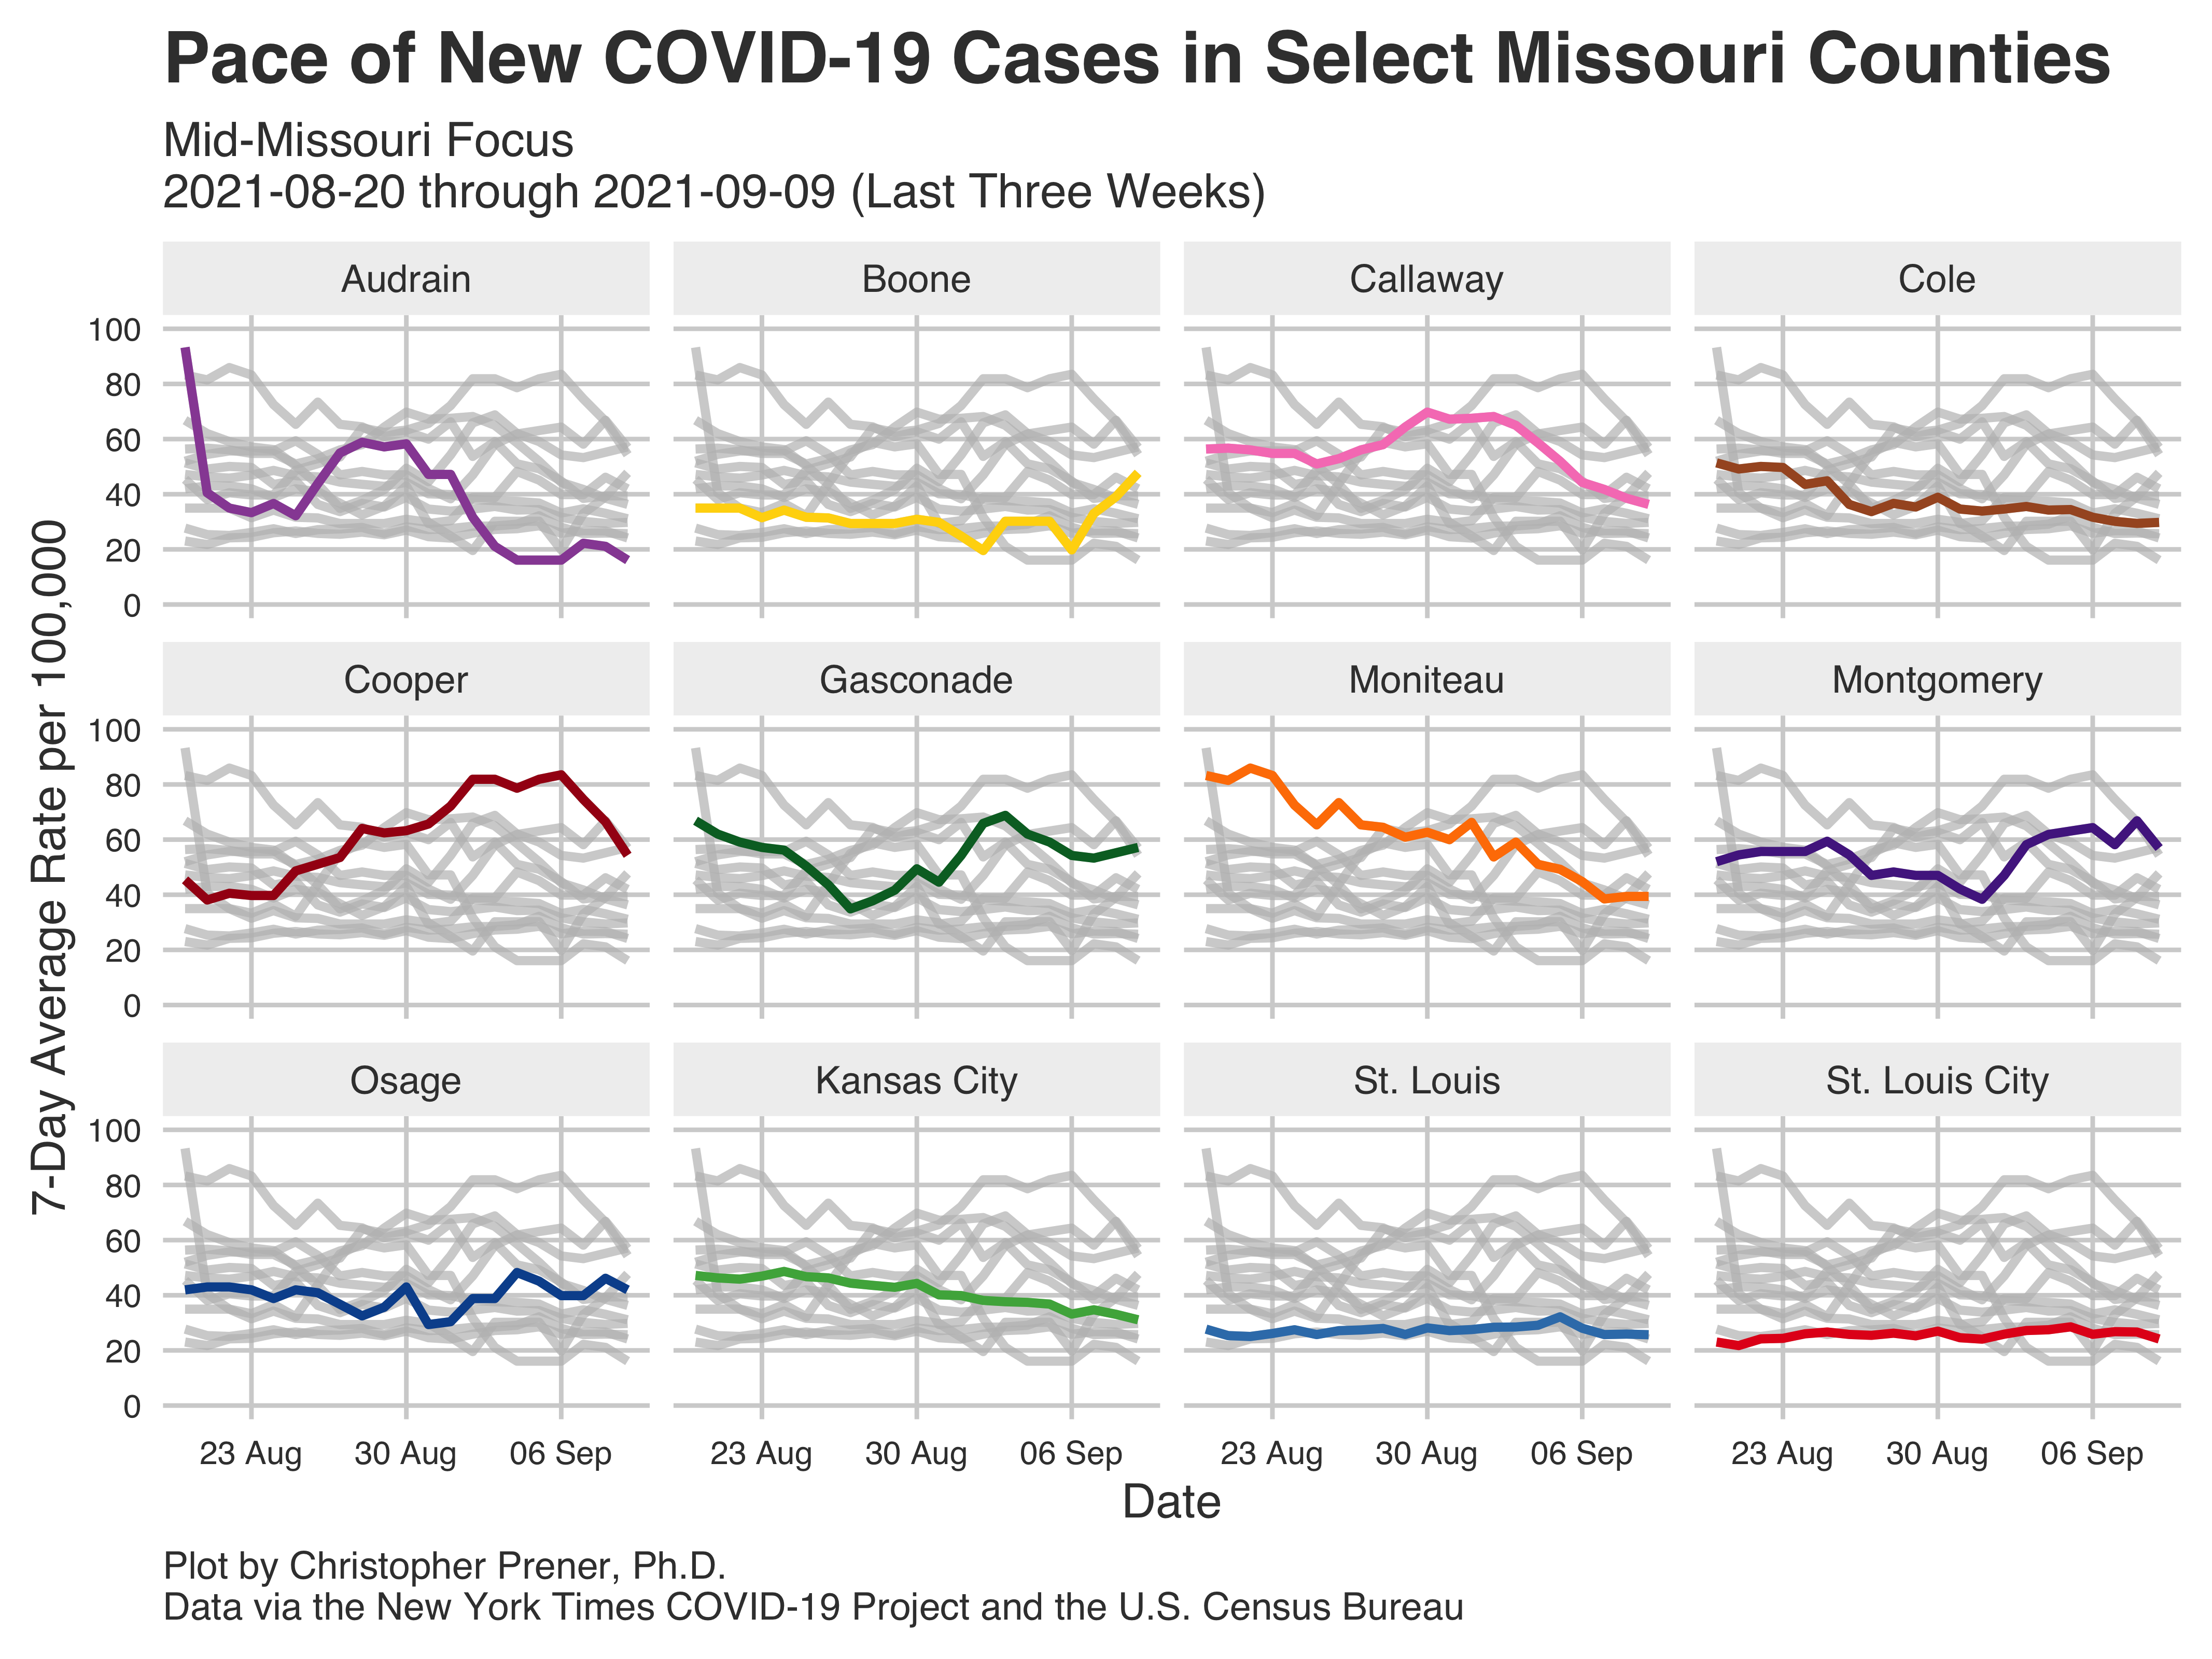 Pace of New COVID-19 Cases in Select Missouri Counties
Mid-Missouri Focus
2021-08-20 through 2021-09-09 (Last Three Weeks)
7-Day Average Rate per 100,000
Audrain
Boone
Callaway
Cole
100
80
60
40
20
0
Cooper
Gasconade
Moniteau
Montgomery
100
80
60
40
20
0
Osage
Kansas City
St. Louis
St. Louis City
100
80
60
40
20
0
23 Aug
30 Aug
06 Sep
23 Aug
30 Aug
06 Sep
23 Aug
30 Aug
06 Sep
23 Aug
30 Aug
06 Sep
Date
Plot by Christopher Prener, Ph.D.
Data via the New York Times COVID-19 Project and the U.S. Census Bureau